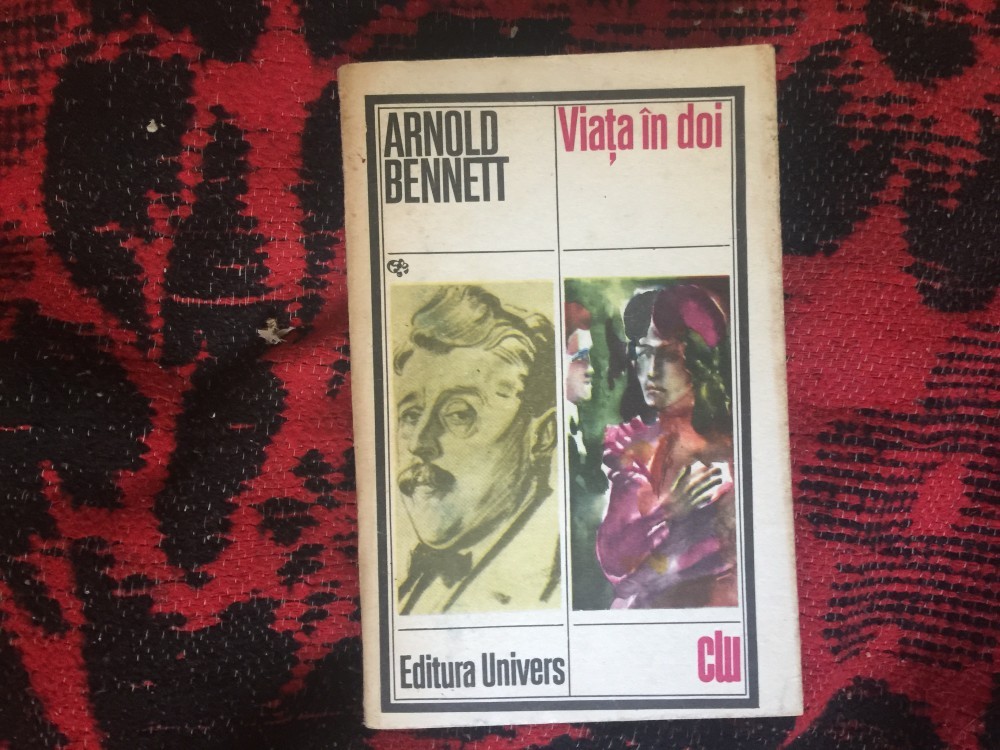 ARNOLD
BENNETT
Viața în doi
Editura Univers
clu